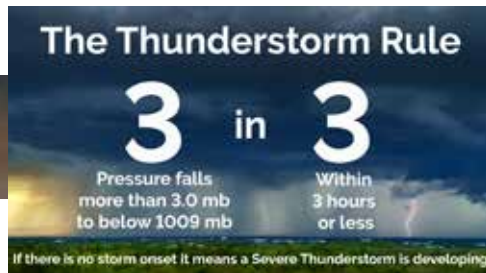 The Thunderstorm Rule
3 in 3
Pressure falls
more than 3.0 mb
to below 1009 mb
Within
3 hours
or less
If there is no storm onset it means a Severe Thunderstorm is developing